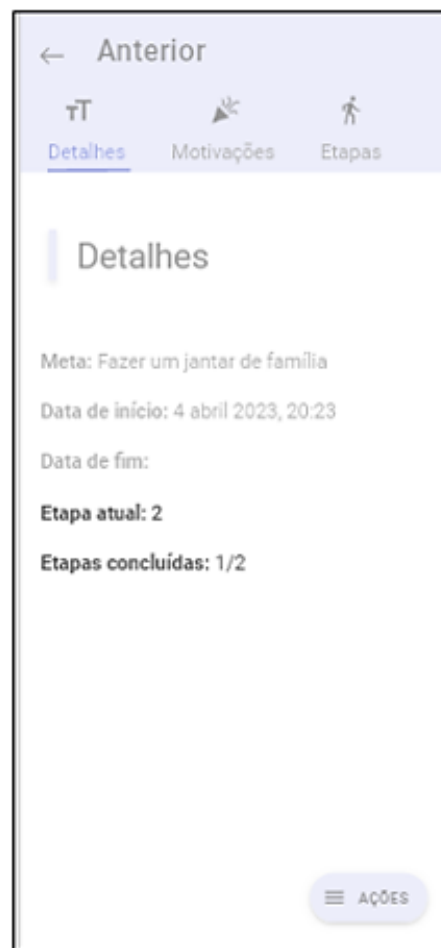 Anterior
Detalhes Motivações Etapas
Detalhes
Meta: Fazer um jantar de família
Data de início: 4 abril 2023, 20:23
Data de fim:
Etapa atual: 2
Etapas concluídas: 1/2
AÇÕES